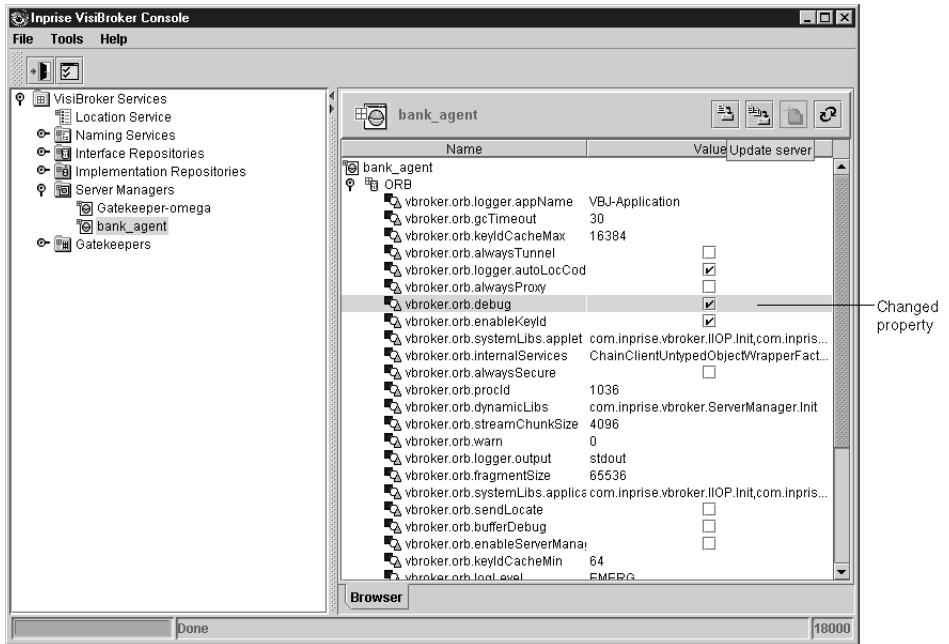 Inprise VisiBroker Console
File Tools Help
VisiBroker Services
Location Service
Naming Services
Interface Repositories
Implementation Repositories
Server Managers
Gatekeeper-omega
bank_agent
Gatekeepers
bank_agent
Name Value
Update server
bank_agent
ORB
vbroker.orb.logger.appName VBJ-Application
vbroker.orb.gcTimeout 30
vbroker.orb.keyIdCacheMax 16384
vbroker.orb.alwaysTunnel
vbroker.orb.logger.autoLocCod
vbroker.orb.alwaysProxy
vbroker.orb.debug
vbroker.orb.enableKeyId
vbroker.orb.systemLibs.applet com.inprise.vbroker.IIOP.Init,com.inpris...
vbroker.orb.internalServices ChainClientUntypedObjectWrapperFact...
vbroker.orb.alwaysSecure
vbroker.orb.procId 1036
vbroker.orb.dynamicLibs com.inprise.vbroker.ServerManager.Init
vbroker.orb.streamChunkSize 4096
vbroker.orb.warn 0
vbroker.orb.logger.output stdout
vbroker.orb.fragmentSize 65536
vbroker.orb.systemLibs.applica com.inprise.vbroker.IIOP.Init,com.inpris...
vbroker.orb.sendLocate
vbroker.orb.bufferDebug
vbroker.orb.enableServerMana
vbroker.orb.keyIdCacheMin 64
vbroker.orb.logLevel EMERG
Changed
property
Browser
Done 18000